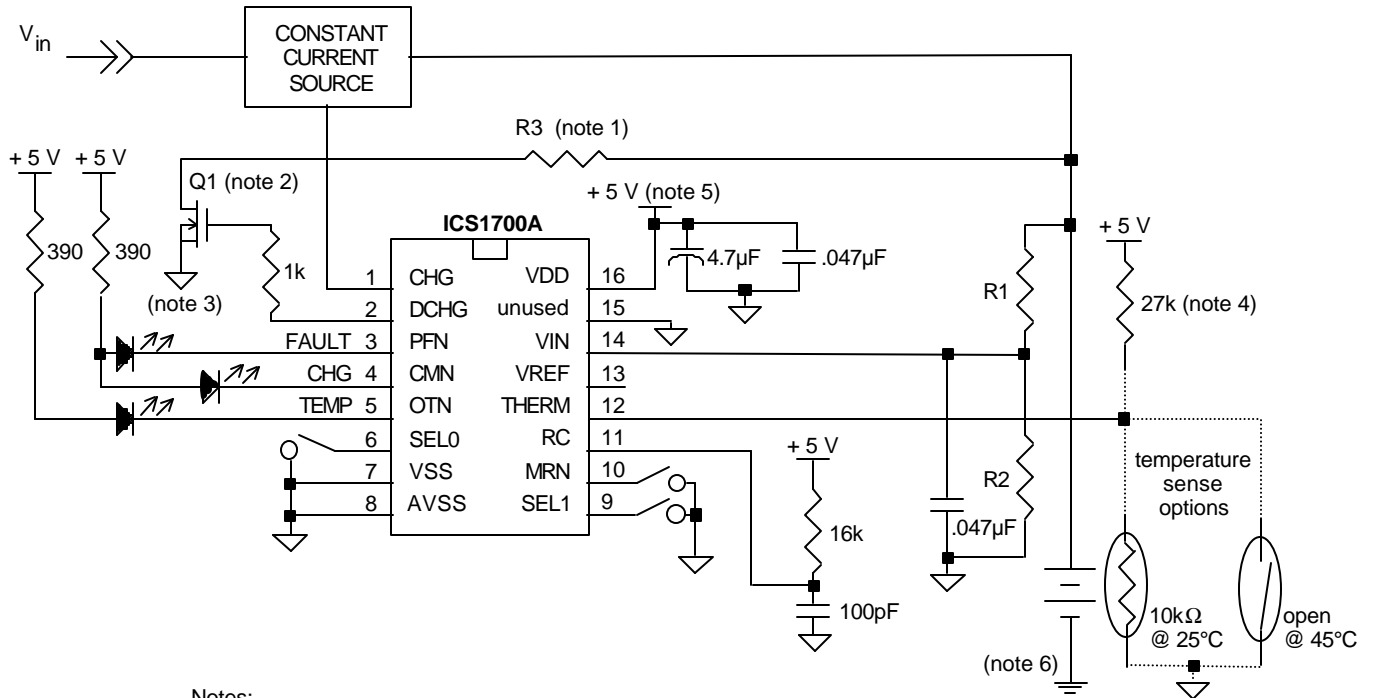 Vin
CONSTANT
CURRENT
SOURCE
R3 (note 1)
+ 5 V
+ 5 V
Q1 (note 2)
+ 5 V (note 5)
ICS1700A
+ 5 V
390
390
1k
4.7µF
.047µF
R1
27k (note 4)
(note 3)
1 CHG VDD 16
2 DCHG unused 15
FAULT 3 PFN VIN 14
CHG 4 CMN VREF 13
TEMP 5 OTN THERM 12
6 SEL0 RC 11
7 VSS MRN 10
8 AVSS SEL1 9
+ 5 V
16k
100pF
R2
.047µF
temperature
sense
options
10kΩ
@ 25°C
open
@ 45°C
(note 6)
Notes: